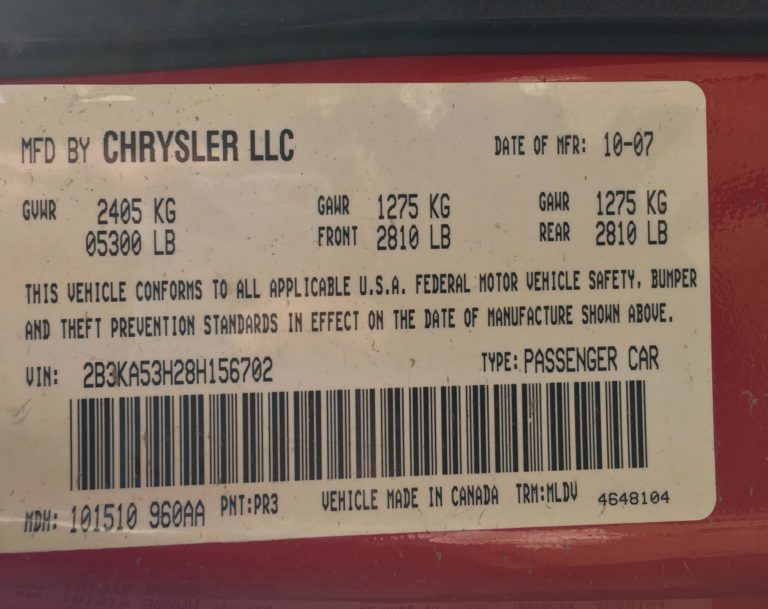 MFD BY CHRYSLER LLC DATE OF MFR: 10-07
GVWR 2405 KG GAWR 1275 KG GAWR 1275 KG
05300 LB FRONT 2810 LB REAR 2810 LB
THIS VEHICLE CONFORMS TO ALL APPLICABLE U.S.A. FEDERAL MOTOR VEHICLE SAFETY, BUMPER
AND THEFT PREVENTION STANDARDS IN EFFECT ON THE DATE OF MANUFACTURE SHOWN ABOVE.
VIN: 2B3KA53H28H156702 TYPE: PASSENGER CAR
MDH: 101510 960AA PNT:PR3 VEHICLE MADE IN CANADA TRM:MLDV 4648104